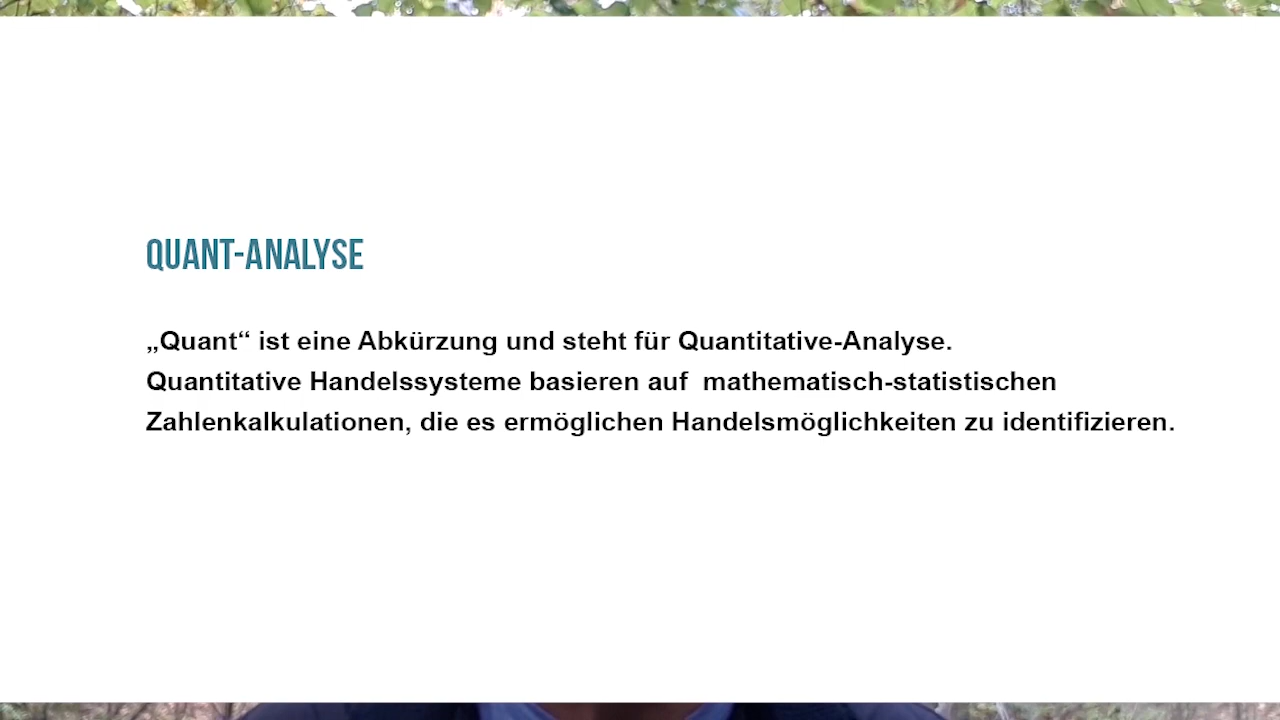 QUANT-ANALYSE
„Quant“ ist eine Abkürzung und steht für Quantitative-Analyse.
Quantitative Handelssysteme basieren auf  mathematisch-statistischen
Zahlenkalkulationen, die es ermöglichen Handelsmöglichkeiten zu identifizieren.